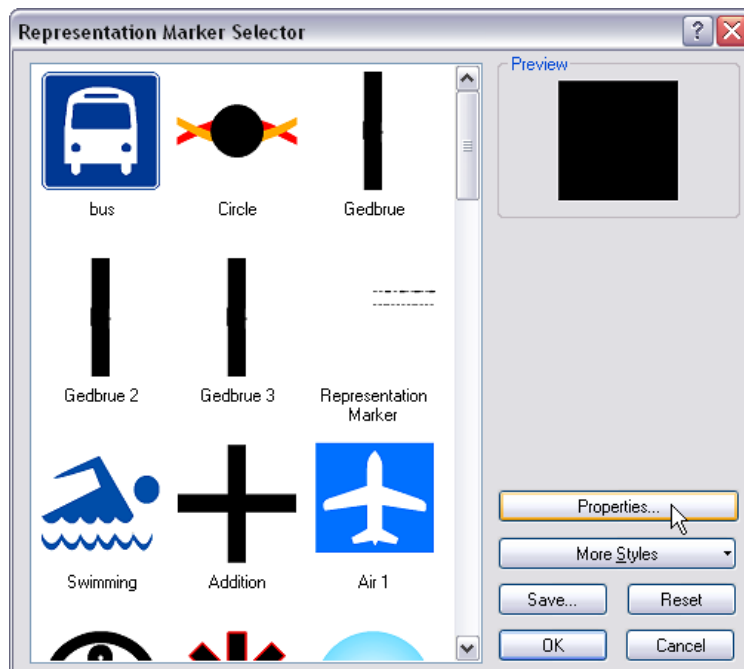 Representation Marker Selector
bus
Circle
Gedbrue
Gedbrue 2
Gedbrue 3
Representation
Marker
Swimming
Addition
Air 1
Preview
Properties...
More Styles
Save...
Reset
OK
Cancel